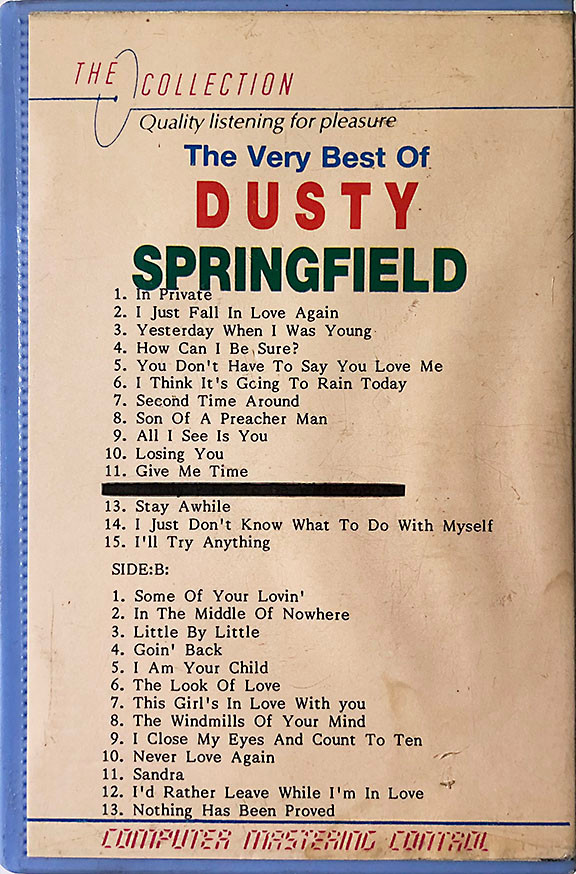 THE COLLECTION
Quality listening for pleasure
The Very Best Of
DUSTY
SPRINGFIELD
1. In Private
2. I Just Fall In Love Again
3. Yesterday When I Was Young
4. How Can I Be Sure?
5. You Don't Have To Say You Love Me
6. I Think It's Going To Rain Today
7. Second Time Around
8. Son Of A Preacher Man
9. All I See Is You
10. Losing You
11. Give Me Time
13. Stay Awhile
14. I Just Don't Know What To Do With Myself
15. I'll Try Anything
SIDE:B:
1. Some Of Your Lovin'
2. In The Middle Of Nowhere
3. Little By Little
4. Goin' Back
5. I Am Your Child
6. The Look Of Love
7. This Girl's In Love With you
8. The Windmills Of Your Mind
9. I Close My Eyes And Count To Ten
10. Never Love Again
11. Sandra
12. I'd Rather Leave While I'm In Love
13. Nothing Has Been Proved
COMPUTER MASTERING CONTROL